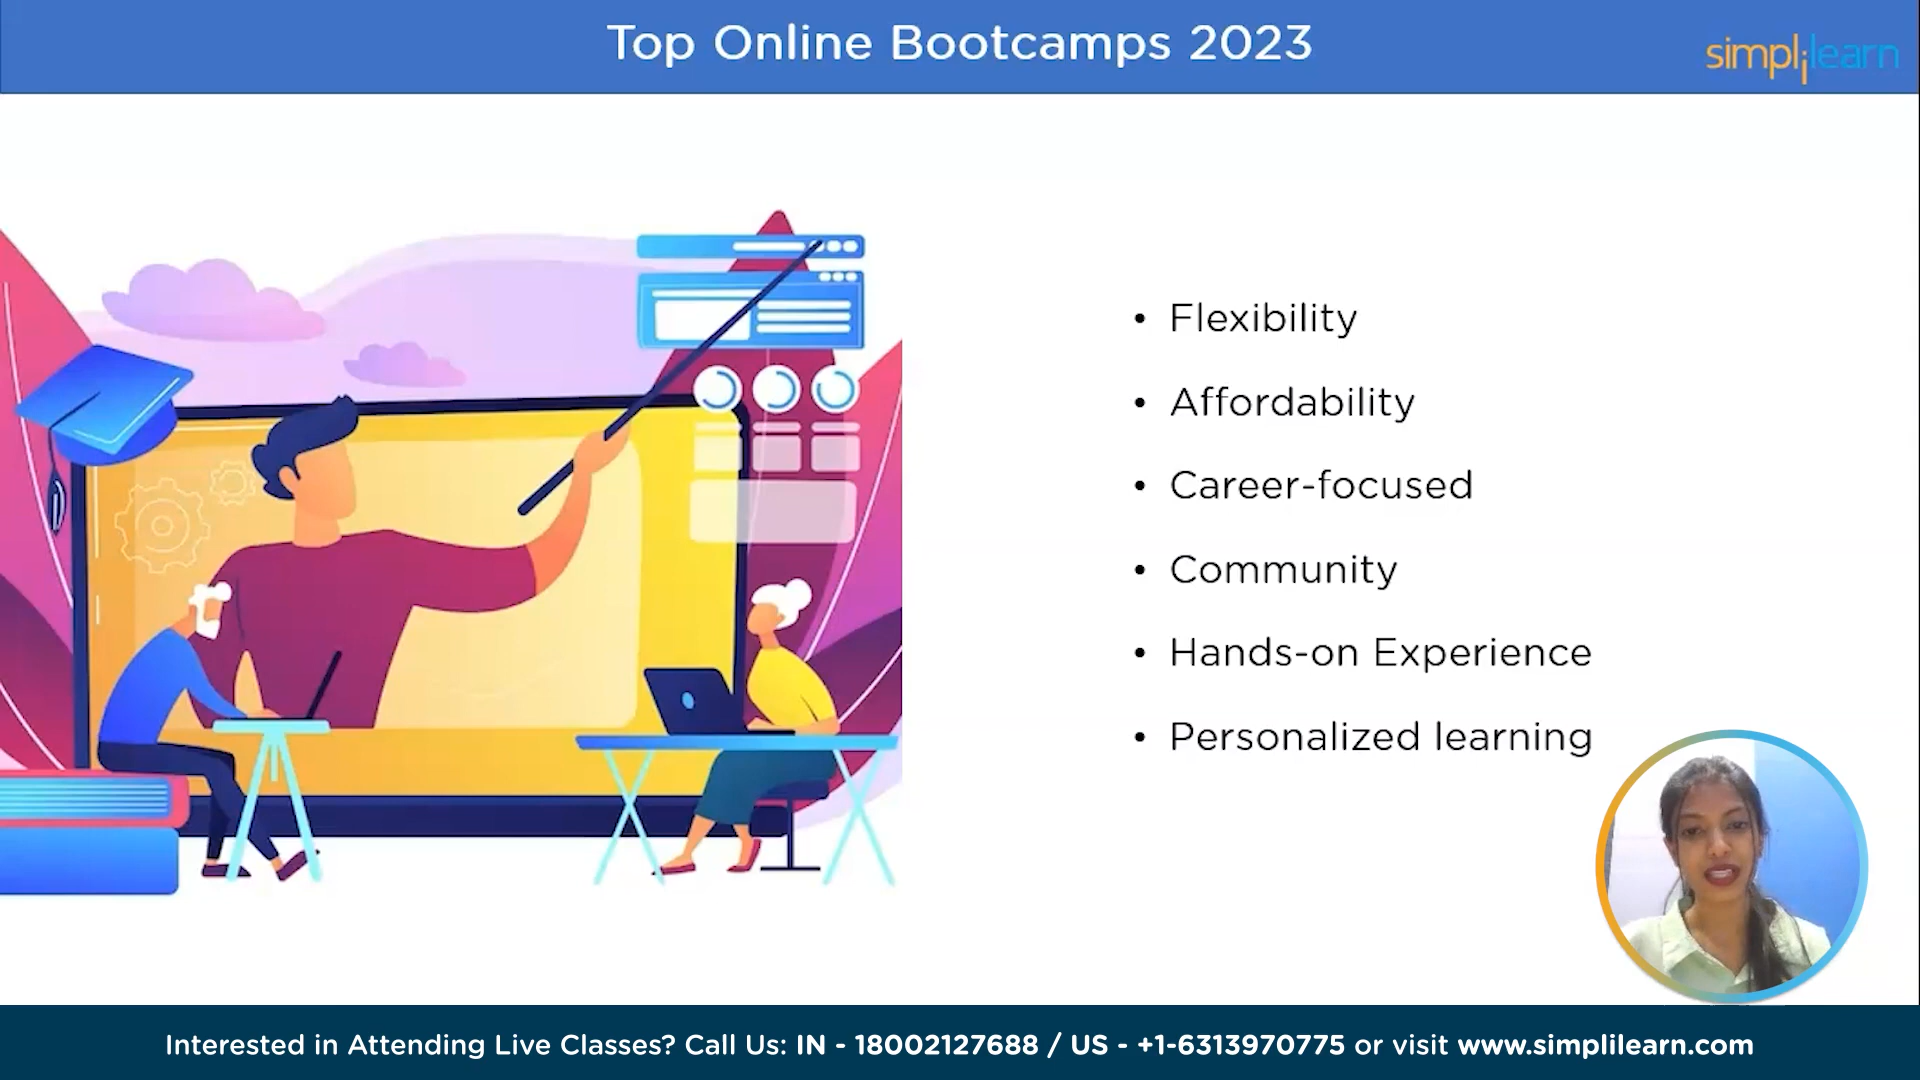 Top Online Bootcamps 2023
simplilearn
• Flexibility
• Affordability
• Career-focused
• Community
• Hands-on Experience
• Personalized learning
Interested in Attending Live Classes? Call Us: IN - 18002127688 / US - +1-6313970775 or visit www.simplilearn.com